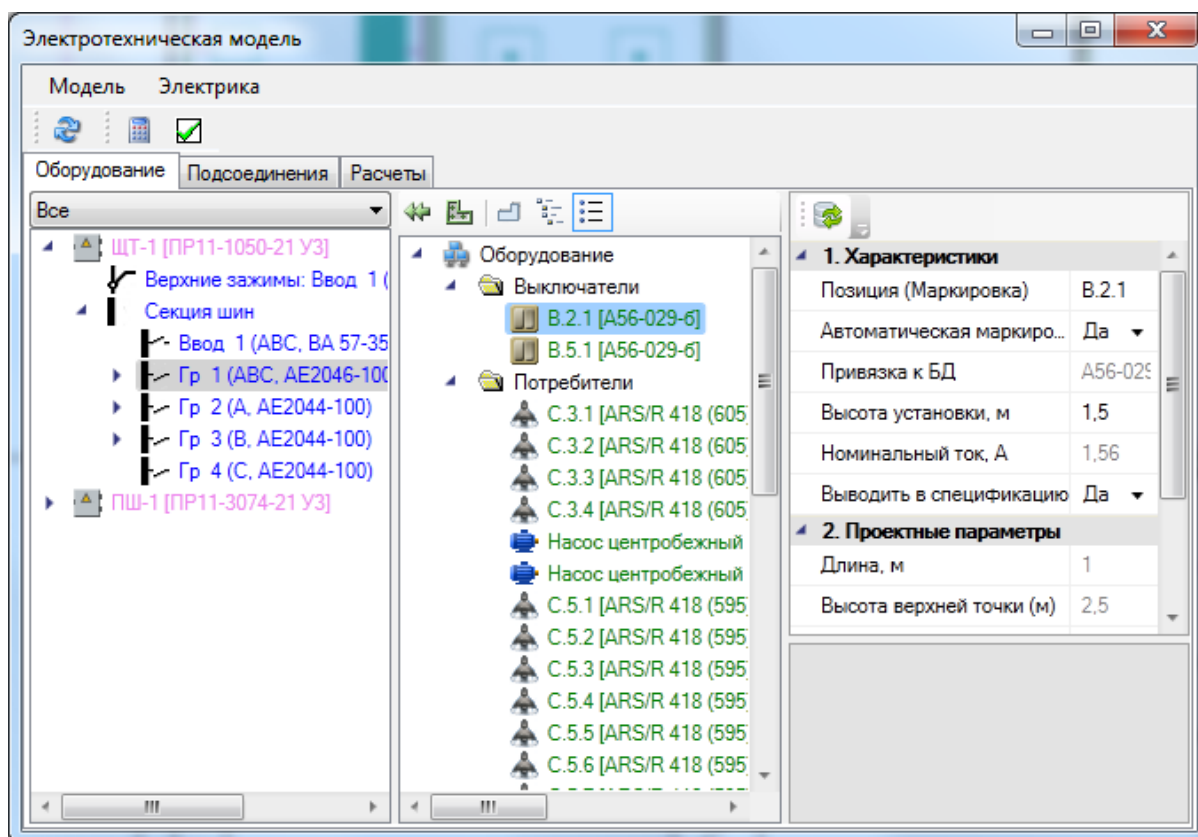 Электротехническая модель
Модель Электрика
Оборудование Подсоединения Расчеты
Все
ЩТ-1 [ПР11-1050-21 У3]
Верхние зажимы: Ввод 1 (
Секция шин
Ввод 1 (ABC, ВА 57-35
Гр 1 (ABC, АЕ2046-100
Гр 2 (А, АЕ2044-100)
Гр 3 (В, АЕ2044-100)
Гр 4 (С, АЕ2044-100)
ПШ-1 [ПР11-3074-21 У3]
Оборудование
Выключатели
В.2.1 [А56-029-б]
В.5.1 [А56-029-б]
Потребители
С.3.1 [ARS/R 418 (605)
С.3.2 [ARS/R 418 (605)
С.3.3 [ARS/R 418 (605)
С.3.4 [ARS/R 418 (605)
Насос центробежный
Насос центробежный
С.5.1 [ARS/R 418 (595)
С.5.2 [ARS/R 418 (595)
С.5.3 [ARS/R 418 (595)
С.5.4 [ARS/R 418 (595)
С.5.5 [ARS/R 418 (595)
С.5.6 [ARS/R 418 (595)
1. Характеристики
Позиция (Маркировка) В.2.1
Автоматическая маркиро... Да
Привязка к БД А56-029
Высота установки, м 1,5
Номинальный ток, А 1,56
Выводить в спецификацию Да
2. Проектные параметры
Длина, м 1
Высота верхней точки (м) 2,5